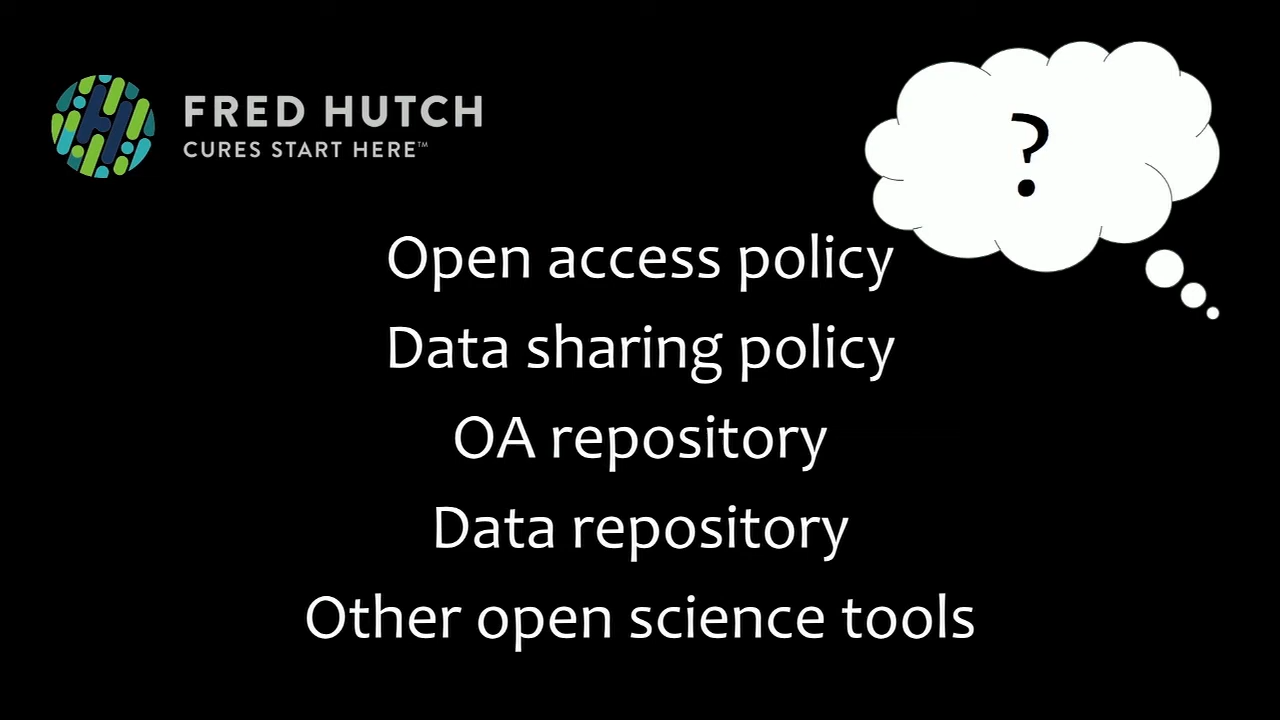 FRED HUTCH
CURES START HERE™
?
Open access policy
Data sharing policy
OA repository
Data repository
Other open science tools